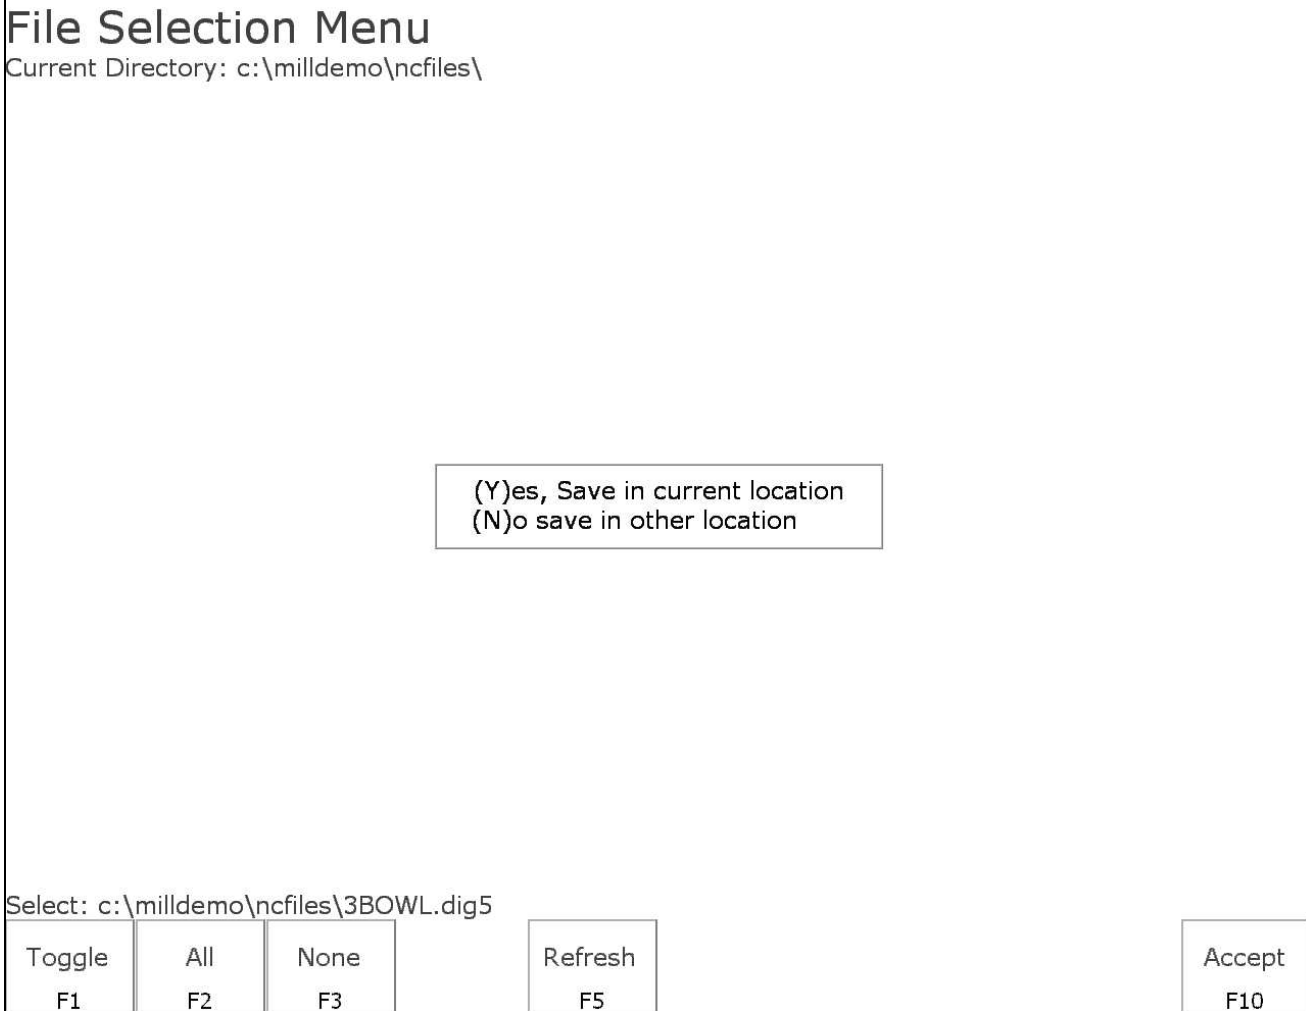 File Selection Menu
Current Directory: c:\milldemo\ncfiles\
(Y)es, Save in current location
(N)o save in other location
Select: c:\milldemo\ncfiles\3BOWL.dig5
Toggle All None Refresh Accept
F1 F2 F3 F5 F10